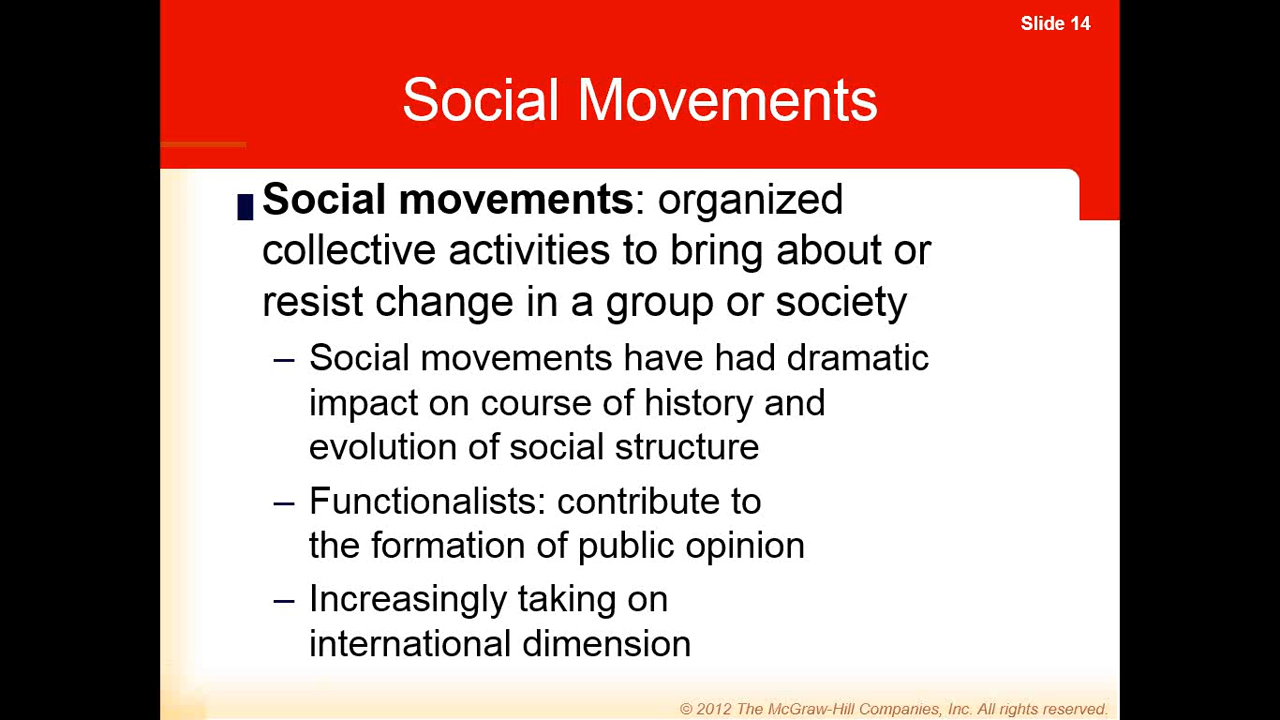 Slide 14
Social Movements
Social movements: organized
collective activities to bring about or
resist change in a group or society
– Social movements have had dramatic
impact on course of history and
evolution of social structure
– Functionalists: contribute to
the formation of public opinion
– Increasingly taking on
international dimension
© 2012 The McGraw-Hill Companies, Inc. All rights reserved.